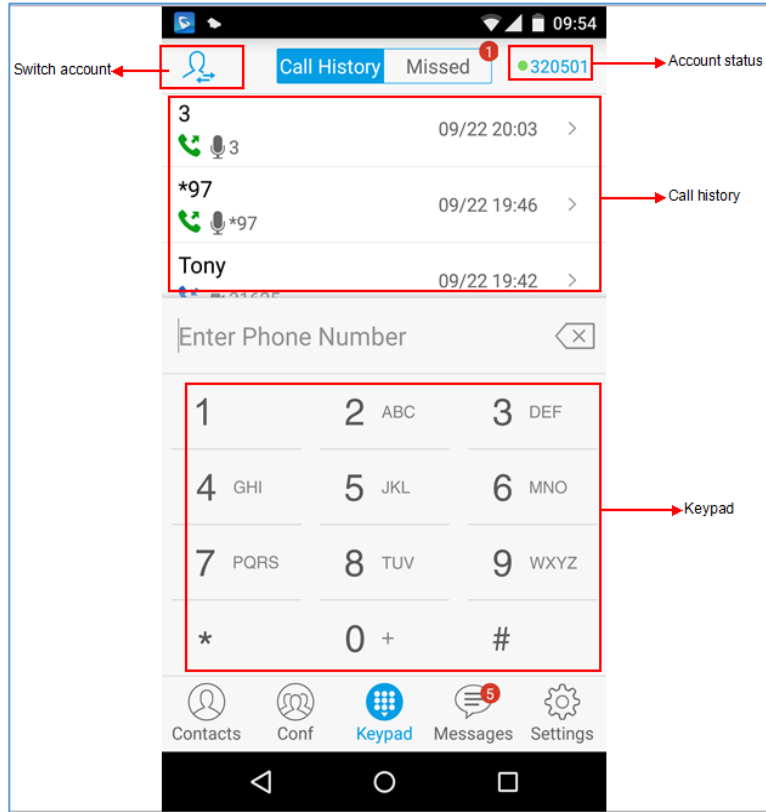 09:54
Switch account
Call History
Missed
1
320501
Account status
3
09/22 20:03
3
*97
09/22 19:46
*97
Call history
Tony
09/22 19:42
Enter Phone Number
1
2 ABC
3 DEF
4 GHI
5 JKL
6 MNO
Keypad
7 PQRS
8 TUV
9 WXYZ
*
0 +
#
5
Contacts
Conf
Keypad
Messages
Settings